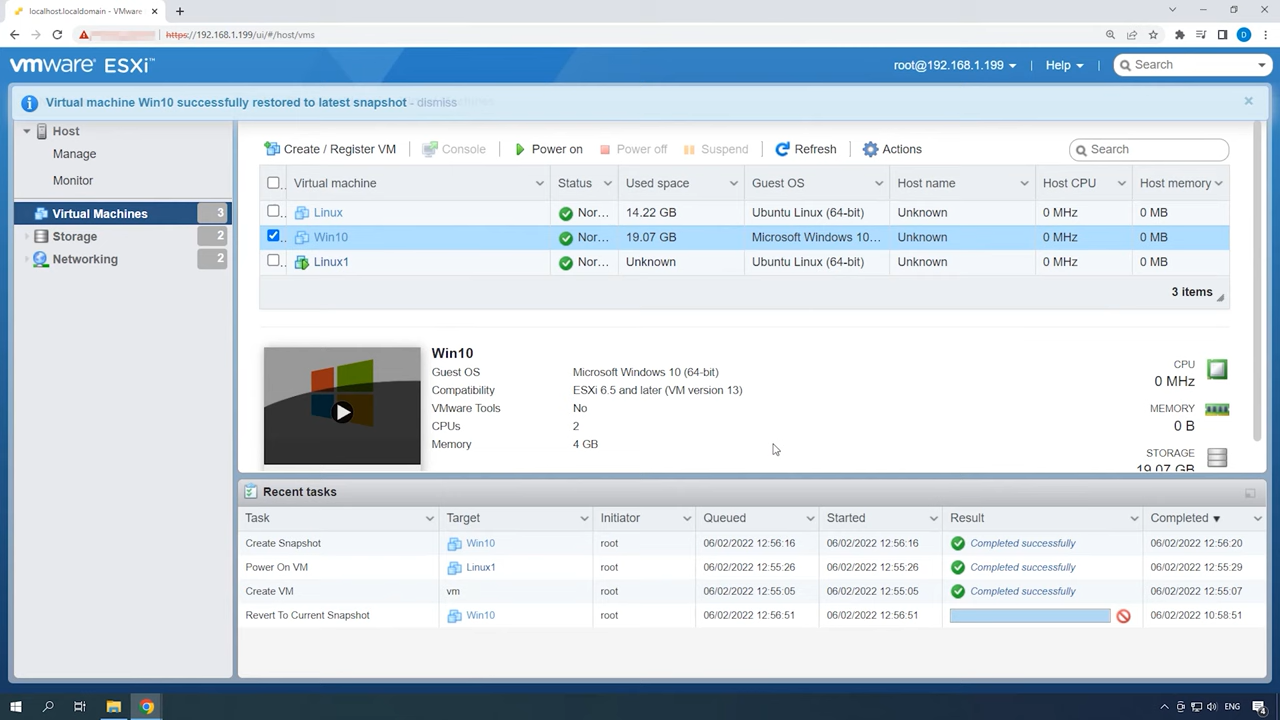 localhost.localdomain - VMware
https://192.168.1.199/ui/#/host/vms
D
vmware ESXi™
root@192.168.1.199
Help
Search
Virtual machine Win10 successfully restored to latest snapshot - dismiss
Host
Manage
Monitor
Virtual Machines 3
Storage 2
Networking 2
Create / Register VM
Console
Power on
Power off
Suspend
Refresh
Actions
Search
Virtual machine Status Used space Guest OS Host name Host CPU Host memory
Linux Nor... 14.22 GB Ubuntu Linux (64-bit) Unknown 0 MHz 0 MB
Win10 Nor... 19.07 GB Microsoft Windows 10... Unknown 0 MHz 0 MB
Linux1 Nor... Unknown Ubuntu Linux (64-bit) Unknown 0 MHz 0 MB
3 items
Win10
Guest OS Microsoft Windows 10 (64-bit)
Compatibility ESXi 6.5 and later (VM version 13)
VMware Tools No
CPUs 2
Memory 4 GB
CPU
0 MHz
MEMORY
0 B
STORAGE
19.07 GB
Recent tasks
Task Target Initiator Queued Started Result Completed
Create Snapshot Win10 root 06/02/2022 12:56:16 06/02/2022 12:56:16 Completed successfully 06/02/2022 12:56:20
Power On VM Linux1 root 06/02/2022 12:55:26 06/02/2022 12:55:26 Completed successfully 06/02/2022 12:55:29
Create VM vm root 06/02/2022 12:55:05 06/02/2022 12:55:05 Completed successfully 06/02/2022 12:55:07
Revert To Current Snapshot Win10 root 06/02/2022 12:56:51 06/02/2022 12:56:51 06/02/2022 10:58:51
ENG
4